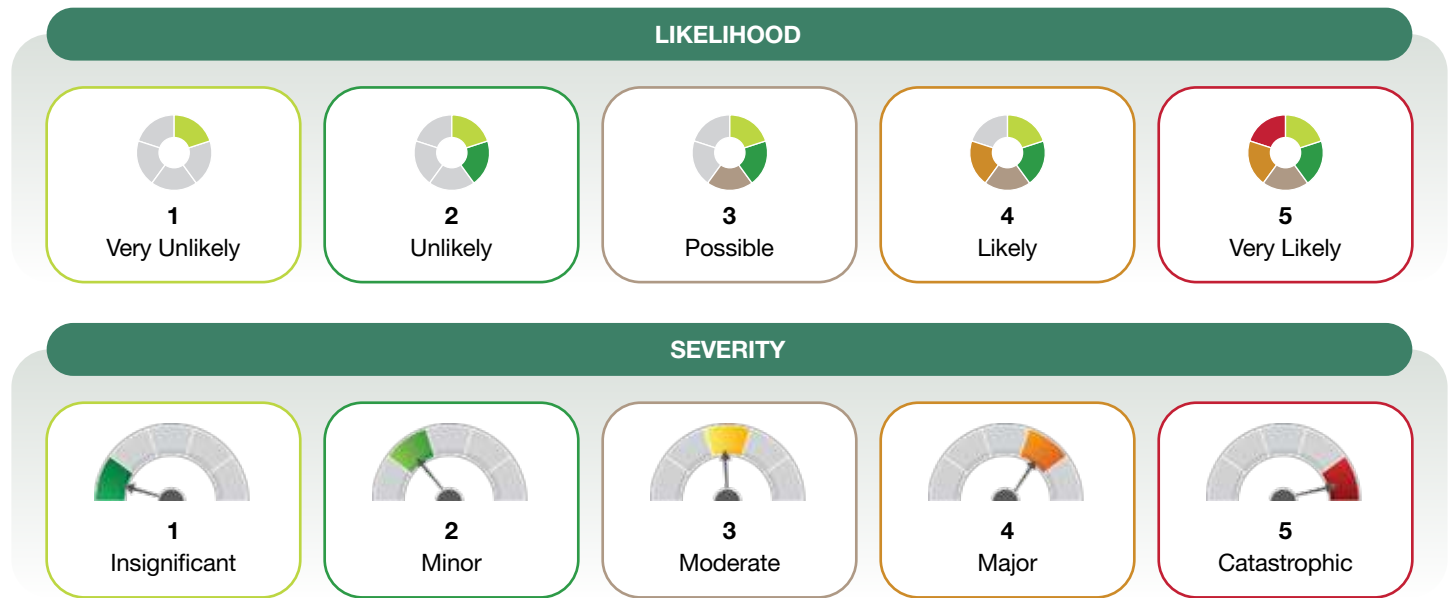 LIKELIHOOD
1
Very Unlikely
2
Unlikely
3
Possible
4
Likely
5
Very Likely
SEVERITY
1
Insignificant
2
Minor
3
Moderate
4
Major
5
Catastrophic